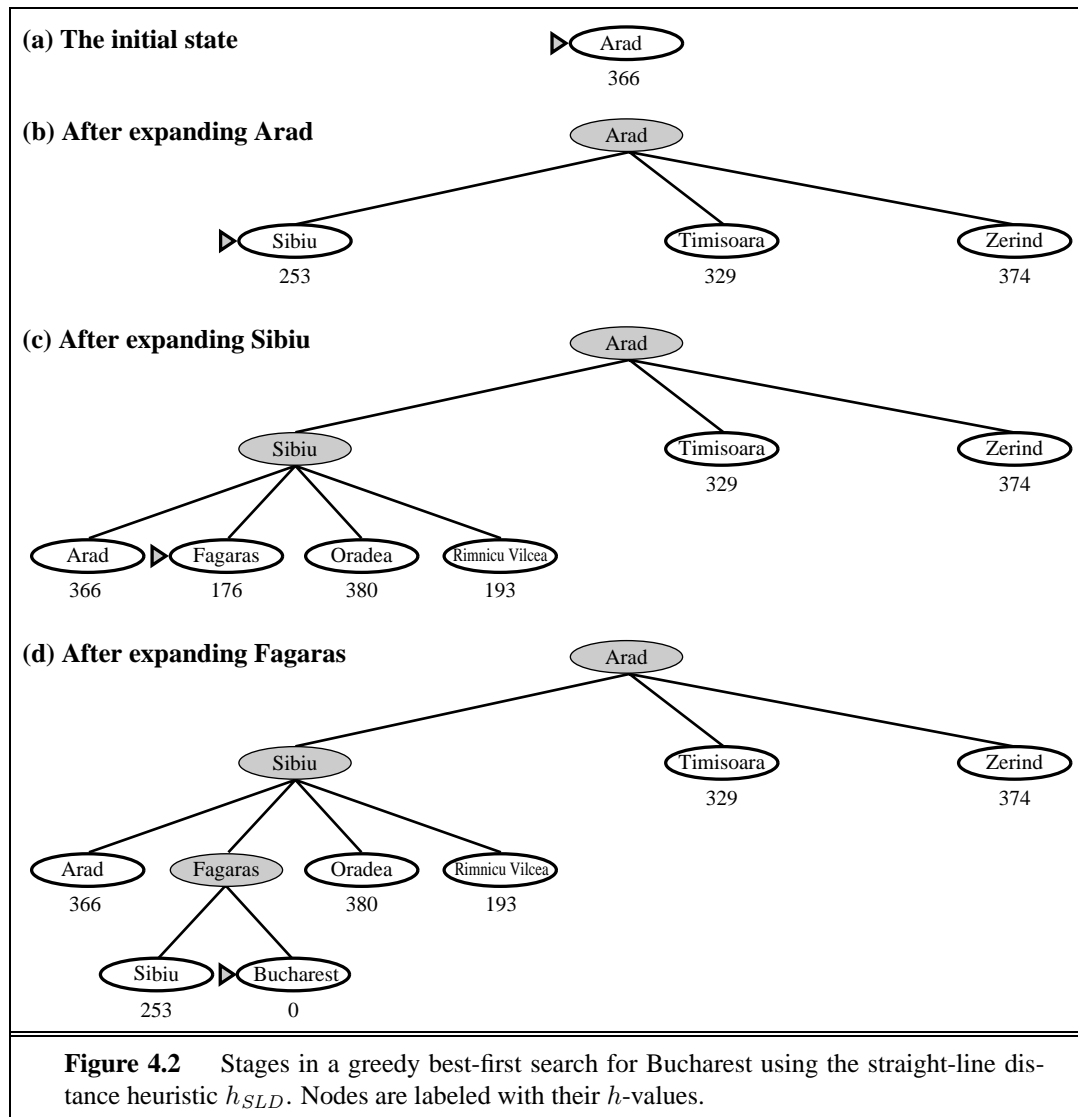 (a) The initial state
Arad
366
(b) After expanding Arad
Arad
Sibiu Timisoara Zerind
253 329 374
(c) After expanding Sibiu
Arad
Sibiu Timisoara Zerind
329 374
Arad Fagaras Oradea Rimnicu Vilcea
366 176 380 193
(d) After expanding Fagaras
Arad
Sibiu Timisoara Zerind
329 374
Arad Fagaras Oradea Rimnicu Vilcea
366 380 193
Sibiu Bucharest
253 0
Figure 4.2 Stages in a greedy best-first search for Bucharest using the straight-line dis-
tance heuristic hSLD. Nodes are labeled with their h-values.